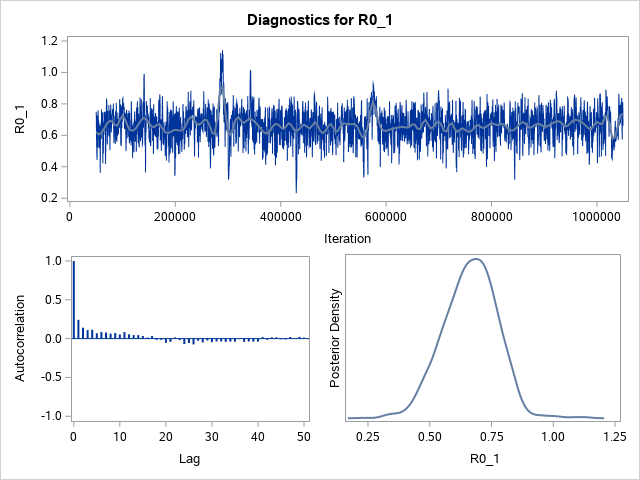 Diagnostics for R0_1
R0_1
1.2
1.0
0.8
0.6
0.4
0.2
0 200000 400000 600000 800000 1000000
Iteration
Autocorrelation
1.0
0.5
0.0
-0.5
-1.0
0 10 20 30 40 50
Lag
Posterior Density
0.25 0.50 0.75 1.00 1.25
R0_1